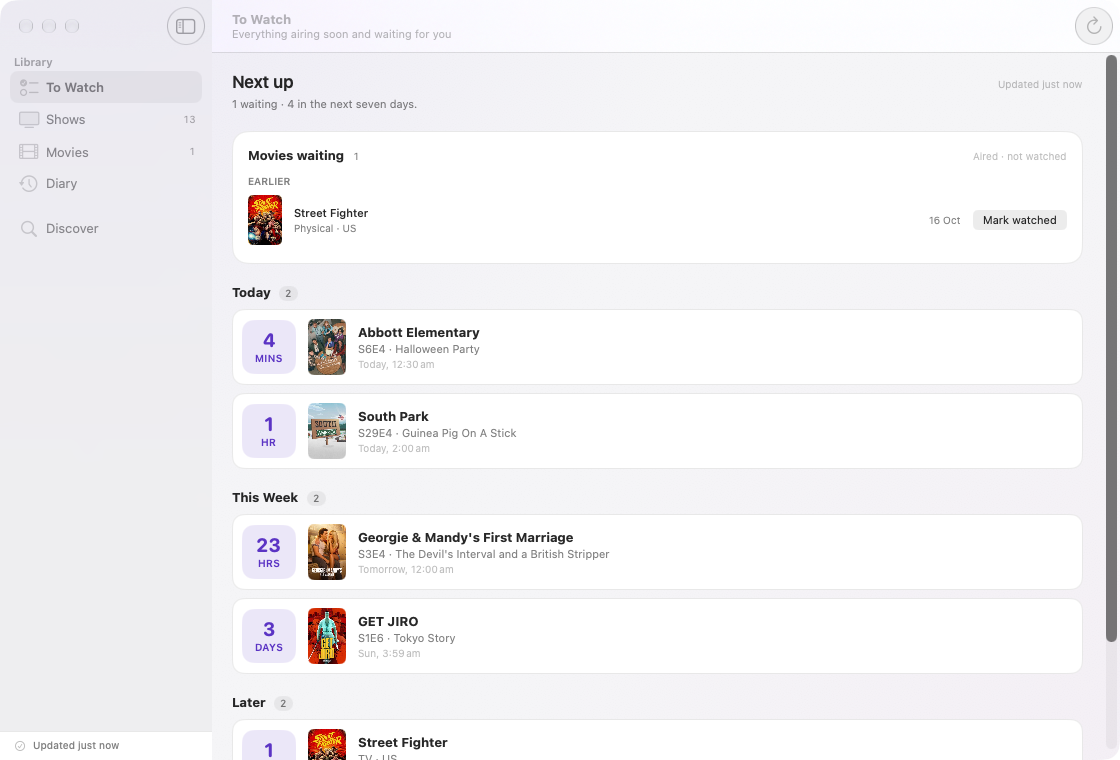 To Watch
Everything airing soon and waiting for you
Library
To Watch
Shows 13
Movies 1
Diary
Discover
Updated just now
Next up
Updated just now
1 waiting · 4 in the next seven days.
Movies waiting 1
Aired · not watched
EARLIER
Street Fighter
Physical · US
16 Oct
Mark watched
Today 2
4
MINS
Abbott Elementary
S6E4 · Halloween Party
Today, 12:30 am
1
HR
South Park
S29E4 · Guinea Pig On A Stick
Today, 2:00 am
This Week 2
23
HRS
Georgie & Mandy's First Marriage
S3E4 · The Devil's Interval and a British Stripper
Tomorrow, 12:00 am
3
DAYS
GET JIRO
S1E6 · Tokyo Story
Sun, 3:59 am
Later 2
1
Street Fighter
TV · US